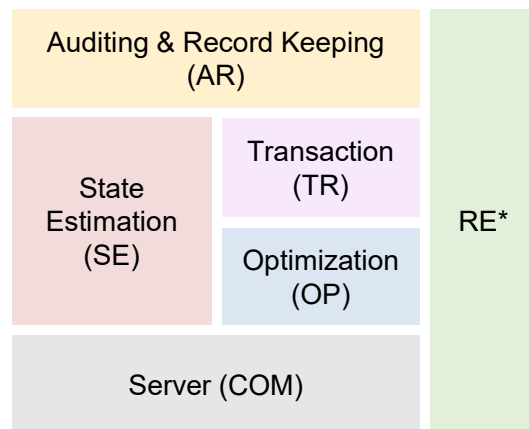 Auditing & Record Keeping
(AR)
State
Estimation
(SE)
Transaction
(TR)
Optimization
(OP)
RE*
Server (COM)